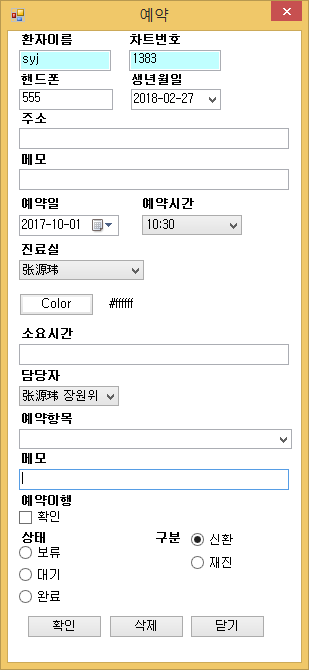 예약
환자이름 차트번호
syj 1383
핸드폰 생년월일
555 2018-02-27
주소
메모
예약일 예약시간
2017-10-01 10:30
진료실
张源玮
Color #ffffff
소요시간
담당자
张源玮 장원위
예약항목
메모
예약이행
확인
상태 구분 신환
보류
재진
대기
완료
확인 삭제 닫기